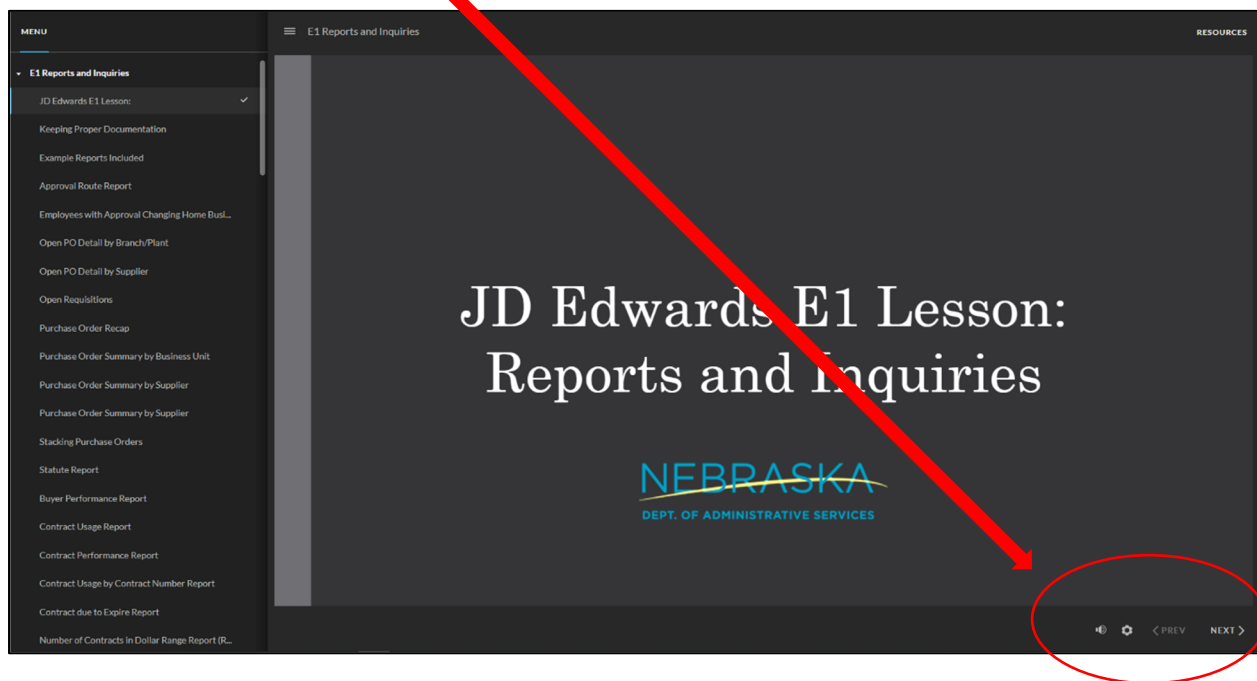 MENU
E1 Reports and Inquiries
JD Edwards E1 Lesson:
Keeping Proper Documentation
Example Reports Included
Approval Route Report
Employees with Approval Changing Home Busi...
Open PO Detail by Branch/Plant
Open PO Detail by Supplier
Open Requisitions
Purchase Order Recap
Purchase Order Summary by Business Unit
Purchase Order Summary by Supplier
Purchase Order Summary by Supplier
Stacking Purchase Orders
Statute Report
Buyer Performance Report
Contract Usage Report
Contract Performance Report
Contract Usage by Contract Number Report
Contract due to Expire Report
Number of Contracts in Dollar Range Report (R...
E1 Reports and Inquiries
RESOURCES
JD Edwards E1 Lesson:
Reports and Inquiries
NEBRASKA
DEPT. OF ADMINISTRATIVE SERVICES
< PREV NEXT >